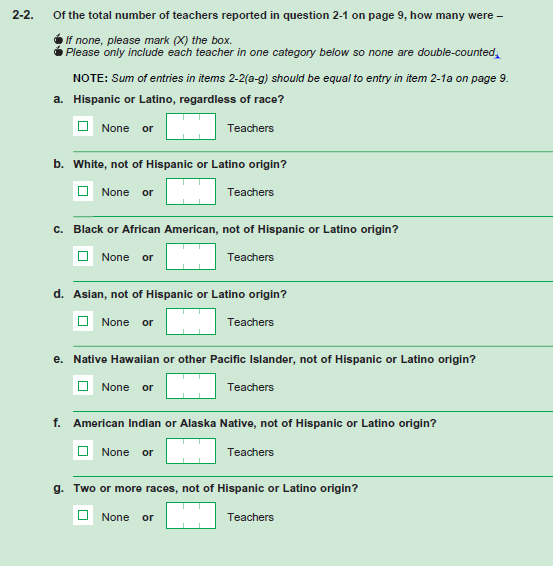 2-2. Of the total number of teachers reported in question 2-1 on page 9, how many were –
If none, please mark (X) the box.
Please only include each teacher in one category below so none are double-counted.
NOTE: Sum of entries in items 2-2(a-g) should be equal to entry in item 2-1a on page 9.
a. Hispanic or Latino, regardless of race?
None or Teachers
b. White, not of Hispanic or Latino origin?
None or Teachers
c. Black or African American, not of Hispanic or Latino origin?
None or Teachers
d. Asian, not of Hispanic or Latino origin?
None or Teachers
e. Native Hawaiian or other Pacific Islander, not of Hispanic or Latino origin?
None or Teachers
f. American Indian or Alaska Native, not of Hispanic or Latino origin?
None or Teachers
g. Two or more races, not of Hispanic or Latino origin?
None or Teachers